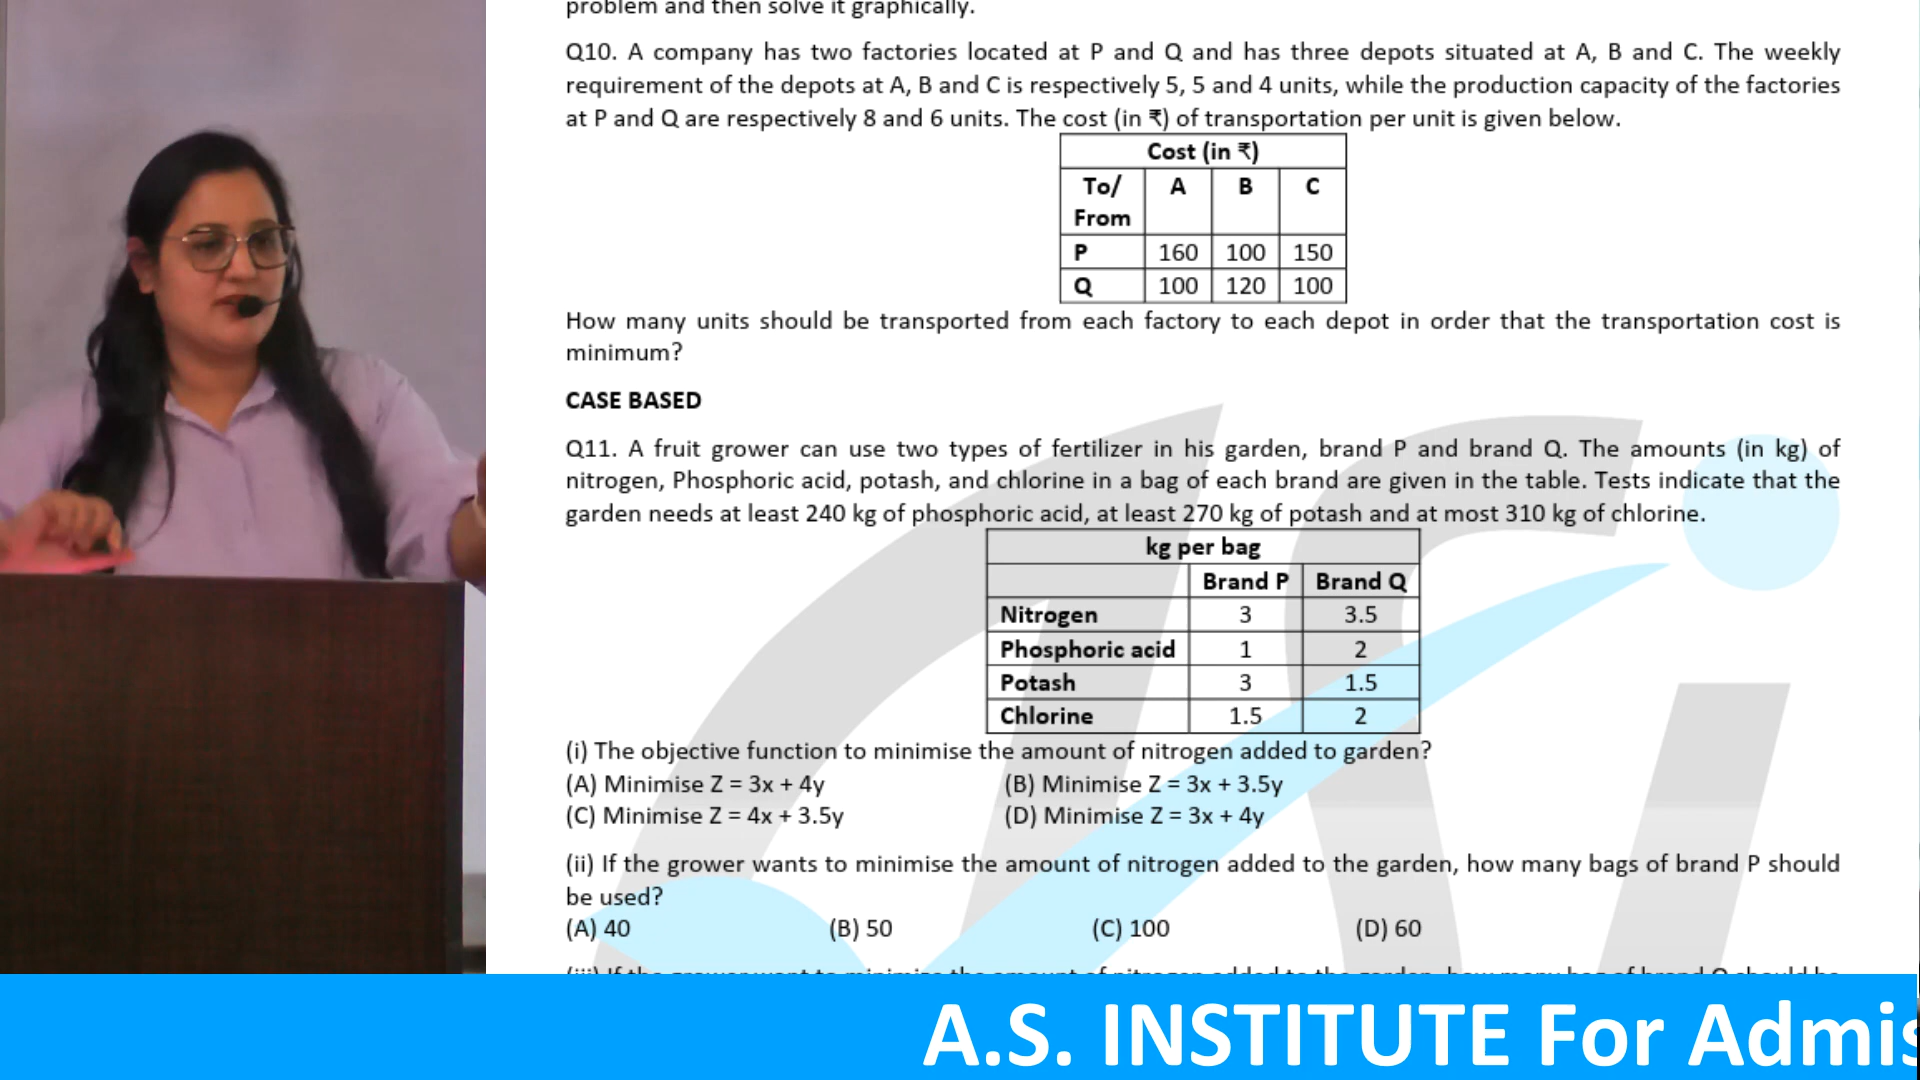 problem and then solve it graphically.
Q10. A company has two factories located at P and Q and has three depots situated at A, B and C. The weekly
requirement of the depots at A, B and C is respectively 5, 5 and 4 units, while the production capacity of the factories
at P and Q are respectively 8 and 6 units. The cost (in ₹) of transportation per unit is given below.
Cost (in ₹)
To/ A B C
From
P 160 100 150
Q 100 120 100
How many units should be transported from each factory to each depot in order that the transportation cost is
minimum?
CASE BASED
Q11. A fruit grower can use two types of fertilizer in his garden, brand P and brand Q. The amounts (in kg) of
nitrogen, Phosphoric acid, potash, and chlorine in a bag of each brand are given in the table. Tests indicate that the
garden needs at least 240 kg of phosphoric acid, at least 270 kg of potash and at most 310 kg of chlorine.
kg per bag
Brand P Brand Q
Nitrogen 3 3.5
Phosphoric acid 1 2
Potash 3 1.5
Chlorine 1.5 2
(i) The objective function to minimise the amount of nitrogen added to garden?
(A) Minimise Z = 3x + 4y (B) Minimise Z = 3x + 3.5y
(C) Minimise Z = 4x + 3.5y (D) Minimise Z = 3x + 4y
(ii) If the grower wants to minimise the amount of nitrogen added to the garden, how many bags of brand P should
be used?
(A) 40 (B) 50 (C) 100 (D) 60
A.S. INSTITUTE For Admis